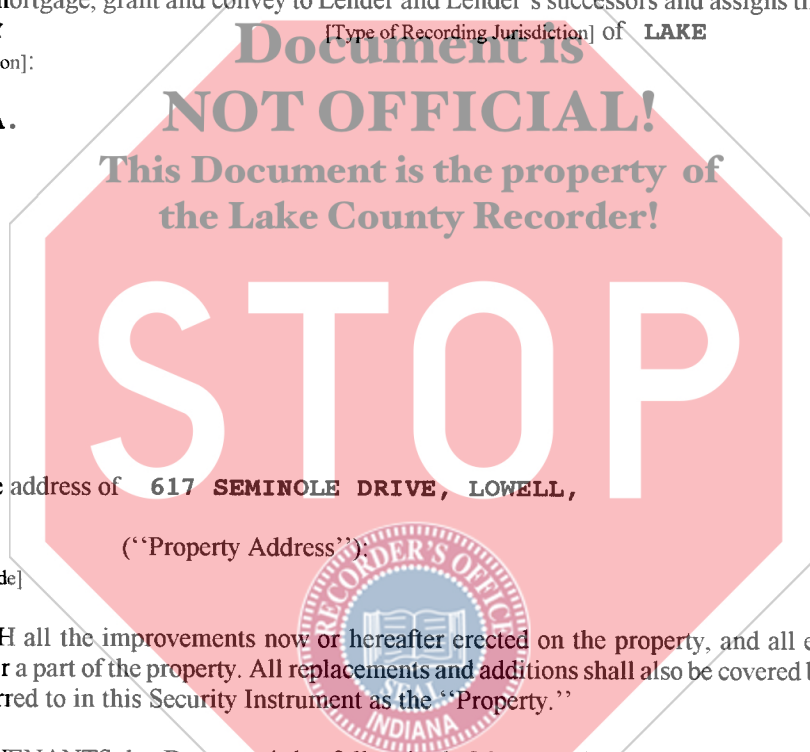 mortgage, grant and convey to Lender and Lender's successors and assigns
Document is
[Type of Recording Jurisdiction] of LAKE
on]:
NOT OFFICIAL!
A.
This Document is the property of
the Lake County Recorder!
STOP
address of 617 SEMINOLE DRIVE, LOWELL,
("Property Address"):
de]
RECORDER'S OFFICE
H all the improvements now or hereafter erected on the property, and all
r a part of the property. All replacements and additions shall also be covered
rred to in this Security Instrument as the "Property."
SEAL
INDIANA